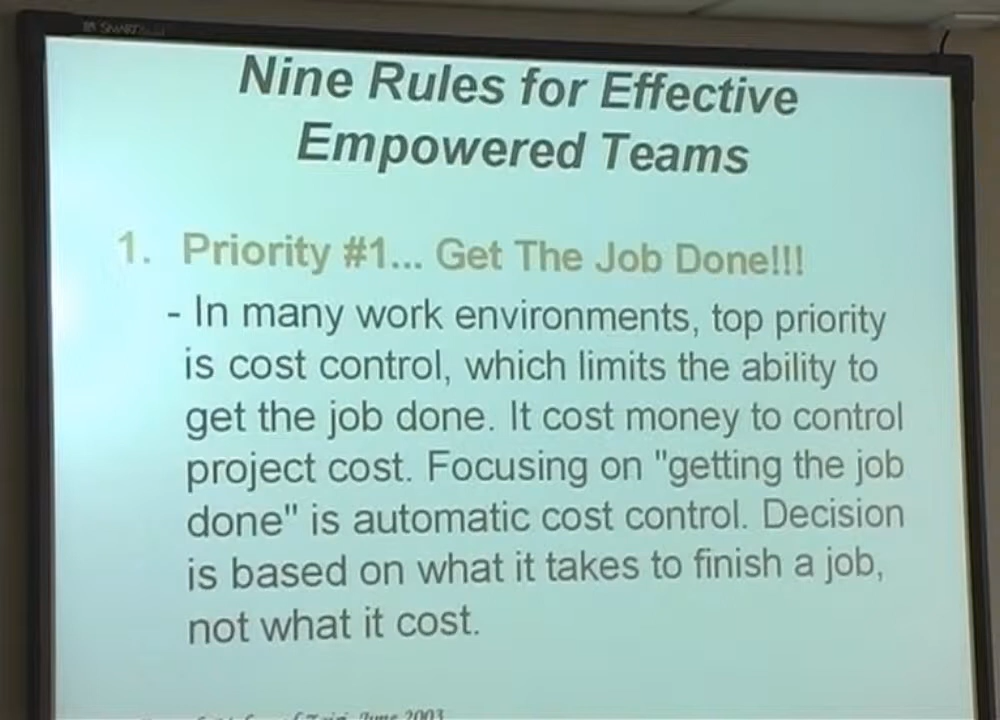 SMART
Nine Rules for Effective
Empowered Teams
1. Priority #1... Get The Job Done!!!
- In many work environments, top priority
is cost control, which limits the ability to
get the job done. It cost money to control
project cost. Focusing on "getting the job
done" is automatic cost control. Decision
is based on what it takes to finish a job,
not what it cost.
June 2003